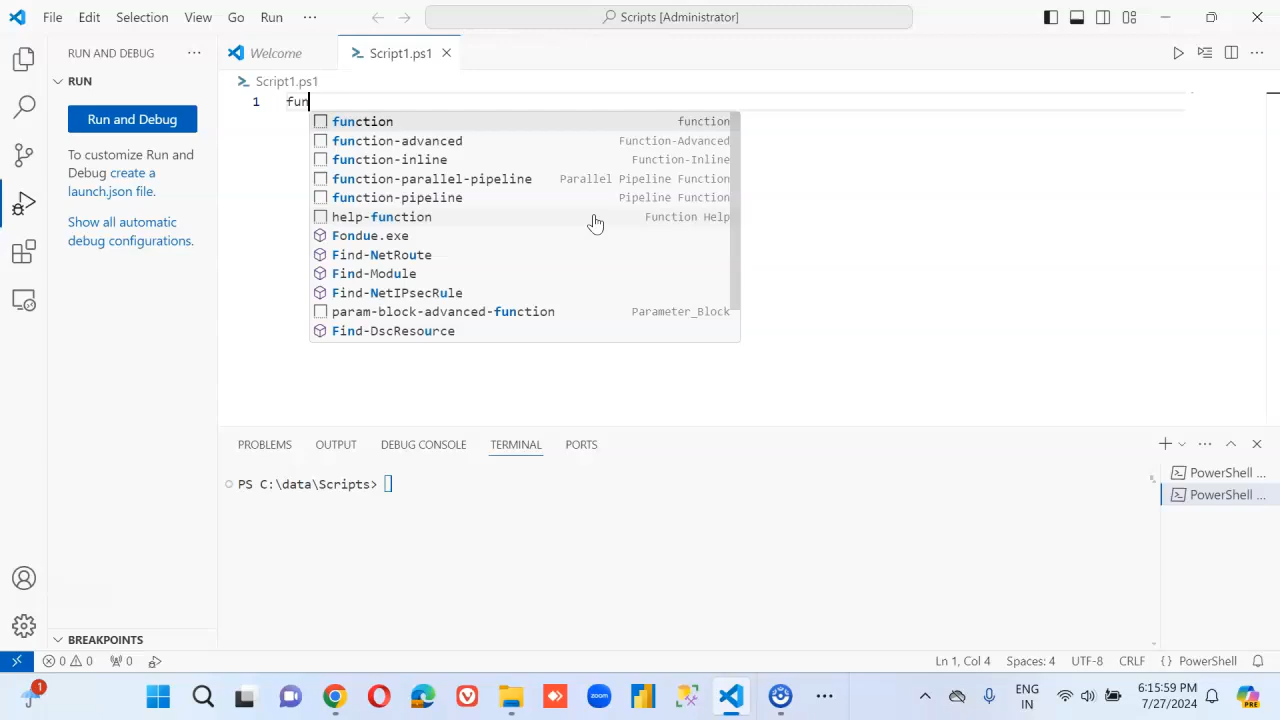 File Edit Selection View Go Run ··· Scripts [Administrator]
RUN AND DEBUG ···
Welcome
Script1.ps1
RUN
Script1.ps1
1 fun
Run and Debug
To customize Run and
Debug create a
launch.json file.
Show all automatic
debug configurations.
function function
function-advanced Function-Advanced
function-inline Function-Inline
function-parallel-pipeline Parallel Pipeline Function
function-pipeline Pipeline Function
help-function Function Help
Fondue.exe
Find-NetRoute
Find-Module
Find-NetIPsecRule
param-block-advanced-function Parameter_Block
Find-DscResource
PROBLEMS OUTPUT DEBUG CONSOLE TERMINAL PORTS
PS C:\data\Scripts>
PowerShell ...
PowerShell ...
BREAKPOINTS
0 0 0
Ln 1, Col 4 Spaces: 4 UTF-8 CRLF {} PowerShell
1
zoom
ENG
IN
6:15:59 PM
7/27/2024
PRE